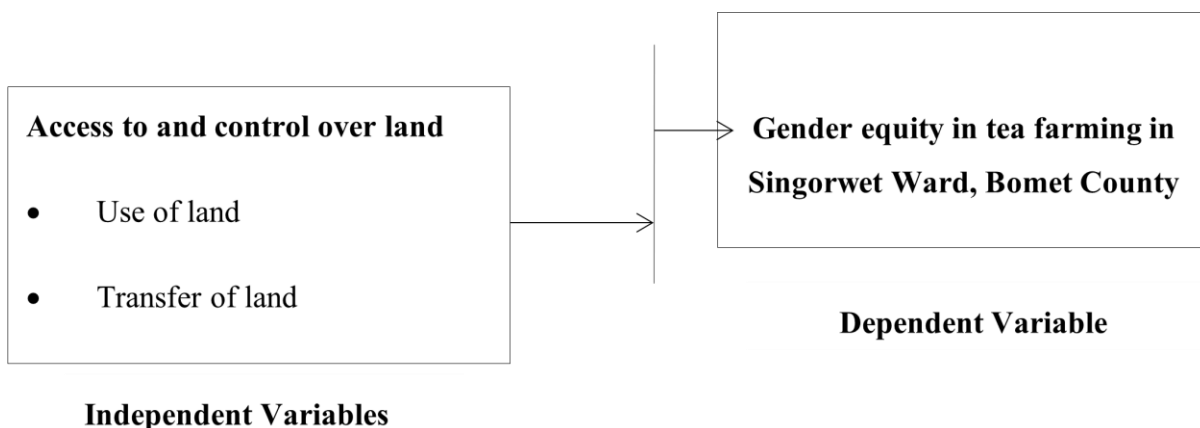 Access to and control over land
• Use of land
• Transfer of land
Independent Variables
Gender equity in tea farming in
Singorwet Ward, Bomet County
Dependent Variable